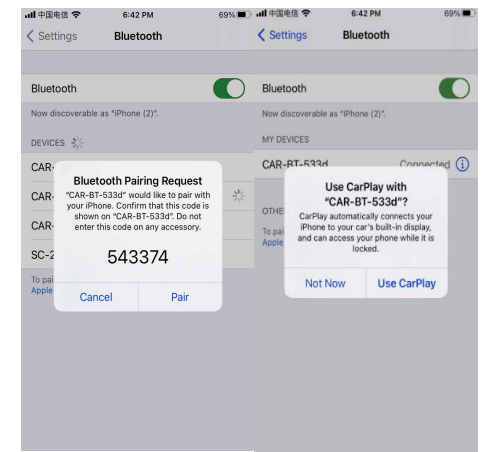 中国电信 6:42 PM 69%
Settings Bluetooth
Bluetooth
Now discoverable as "iPhone (2)".
DEVICES
CAR-
Bluetooth Pairing Request
"CAR-BT-533d" would like to pair with
your iPhone. Confirm that this code is
shown on "CAR-BT-533d". Do not
enter this code on any accessory.
CAR-
CAR-
543374
SC-2
To pai
Apple
Cancel Pair
中国电信 6:42 PM 69%
Settings Bluetooth
Bluetooth
Now discoverable as "iPhone (2)".
MY DEVICES
CAR-BT-533d Connected
Use CarPlay with
"CAR-BT-533d"?
CarPlay automatically connects your
iPhone to your car's built-in display,
and can access your phone while it is
locked.
OTHE
To pai
Apple
Not Now Use CarPlay